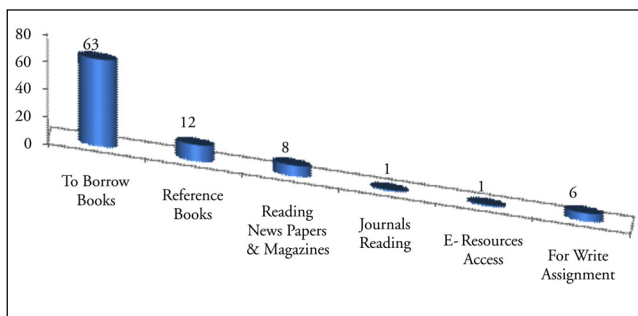 80
60
40
20
0
63
12
8
1
1
6
To Borrow
Books
Reference
Books
Reading
News Papers
& Magazines
Journals
Reading
E-Resources
Access
For Write
Assignment